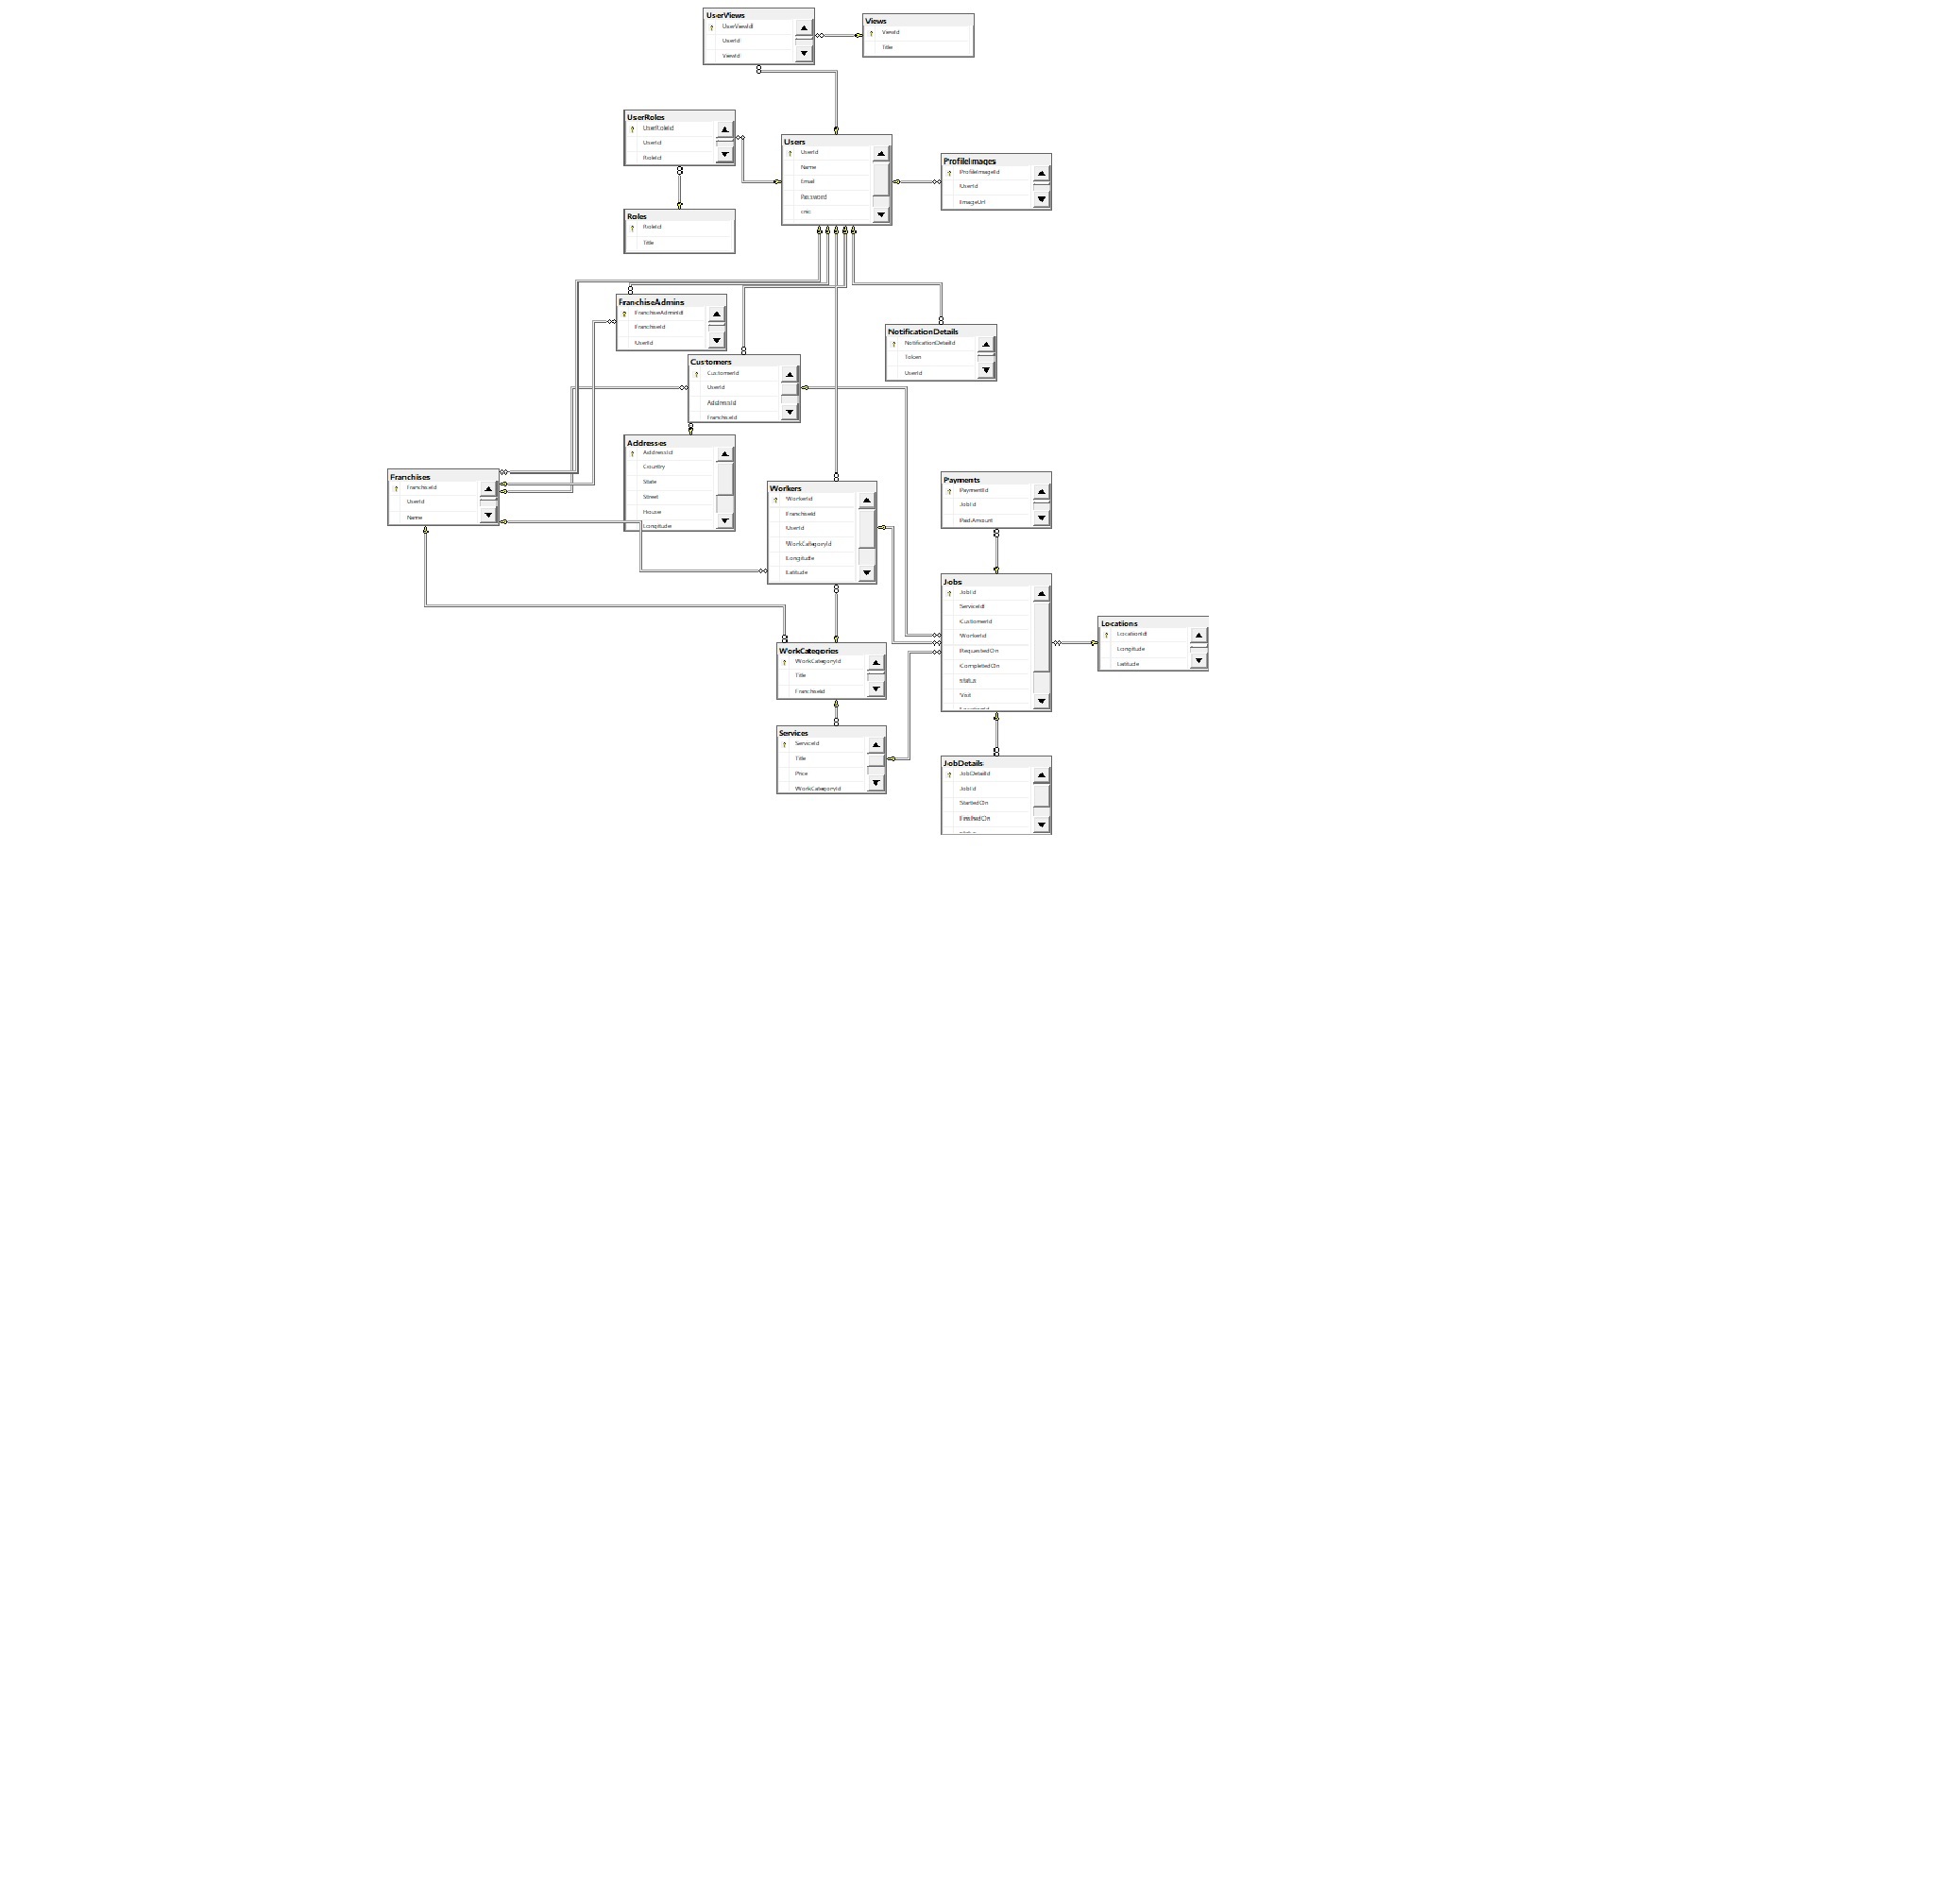 UserViews
UserViewId
UserId
ViewId
Views
ViewId
Title
UserRoles
UserRoleId
UserId
RoleId
Users
UserId
Name
Email
Password
cnic
ProfileImages
ProfileImageId
UserId
ImageUrl
Roles
RoleId
Title
FranchiseAdmins
FranchiseAdminId
FranchiseId
UserId
NotificationDetails
NotificationDetailId
Token
UserId
Customers
CustomerId
UserId
AddressId
FranchiseId
Addresses
AddressId
Country
State
Street
House
Longitude
Franchises
FranchiseId
UserId
Name
Workers
WorkerId
FranchiseId
UserId
WorkCategoryId
Longitude
Latitude
Payments
PaymentId
JobId
PaidAmount
Jobs
JobId
ServiceId
CustomerId
WorkerId
RequestedOn
CompletedOn
status
Visit
Locations
LocationId
Longitude
Latitude
WorkCategories
WorkCategoryId
Title
FranchiseId
Services
ServiceId
Title
Price
WorkCategoryId
JobDetails
JobDetailId
JobId
StartedOn
FinishedOn